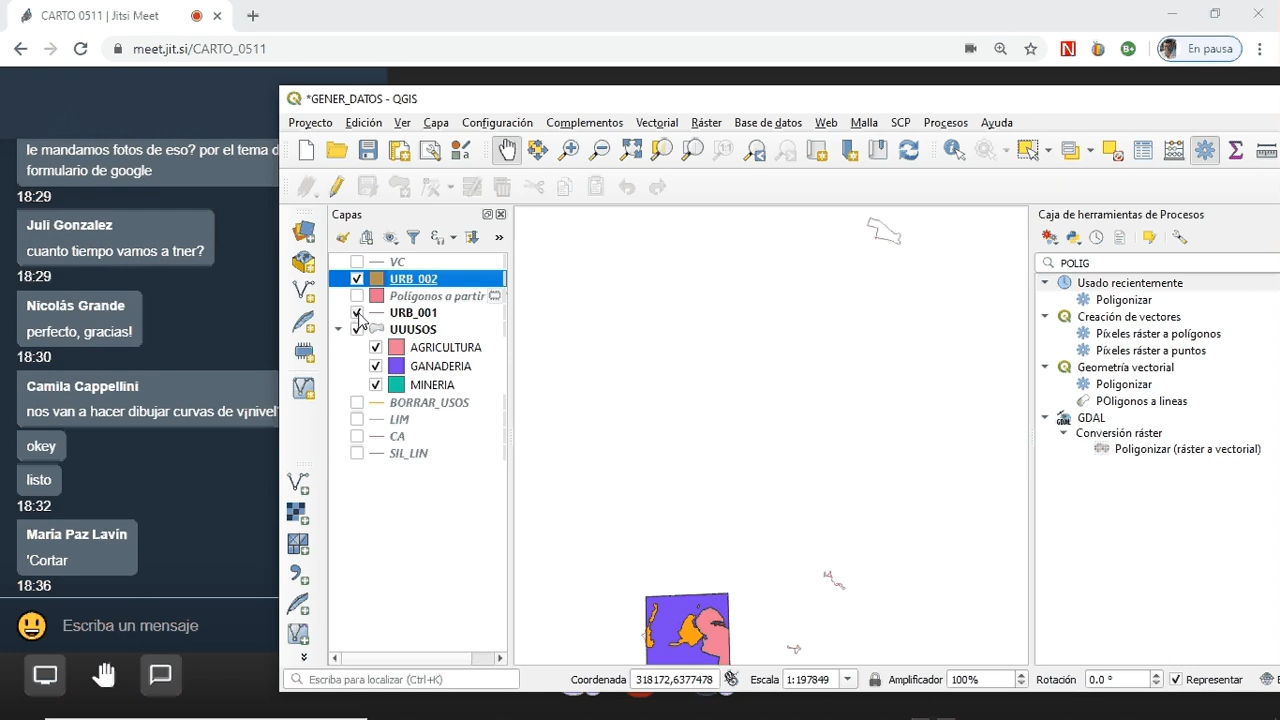 CARTO 0511 | Jitsi Meet
meet.jit.si/CARTO_0511
En pausa
le mandamos fotos de eso? por el tema d
formulario de google
18:29
Juli Gonzalez
cuanto tiempo vamos a tner?
18:29
Nicolás Grande
perfecto, gracias!
18:30
Camila Cappellini
nos van a hacer dibujar curvas de v¡nivel?
okey
listo
18:32
María Paz Lavín
'Cortar
18:36
Escriba un mensaje
*GENER_DATOS - QGIS
Proyecto Edición Ver Capa Configuración Complementos Vectorial Ráster Base de datos Web Malla SCP Procesos Ayuda
Capas
VC
URB_002
Polígonos a partir
URB_001
UUUSOS
AGRICULTURA
GANADERIA
MINERIA
BORRAR_USOS
LIM
CA
SIL_LIN
Caja de herramientas de Procesos
POLIG
Usado recientemente
Poligonizar
Creación de vectores
Píxeles ráster a polígonos
Píxeles ráster a puntos
Geometría vectorial
Poligonizar
POligonos a lineas
GDAL
Conversión ráster
Poligonizar (ráster a vectorial)
Escriba para localizar (Ctrl+K)
Coordenada 318172,6377478
Escala 1:197849
Amplificador 100%
Rotación 0.0 °
Representar